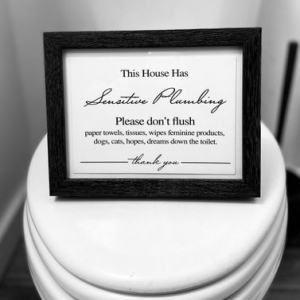 This House Has
Sensitive Plumbing
Please don't flush
paper towels, tissues, wipes feminine products,
dogs, cats, hopes, dreams down the toilet.
thank you